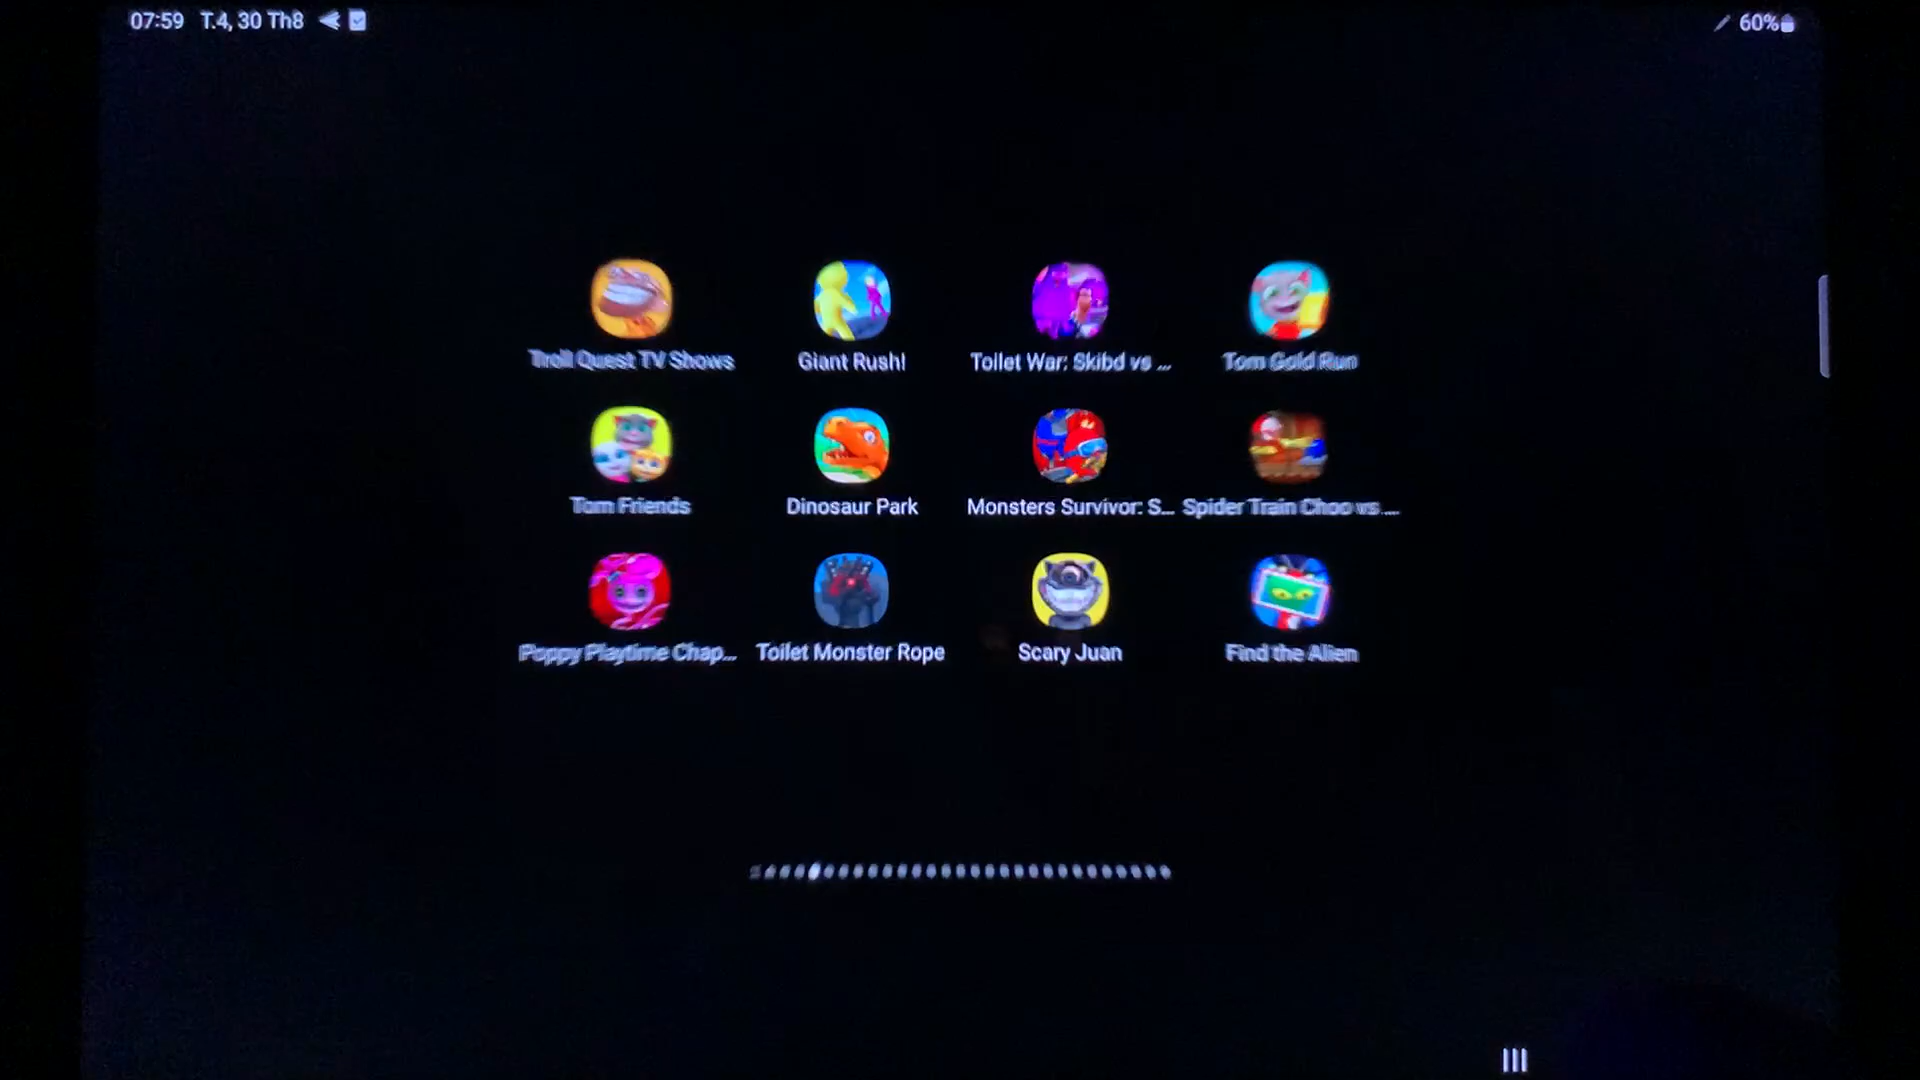 07:59 T.4, 30 Th8
60%
Troll Quest TV Shows
Giant Rush!
Toilet War: Skibd vs ...
Tom Gold Run
Tom Friends
Dinosaur Park
Monsters Survivor: S...
Spider Train Choo vs ...
Poppy Playtime Chap...
Toilet Monster Rope
Scary Juan
Find the Alien